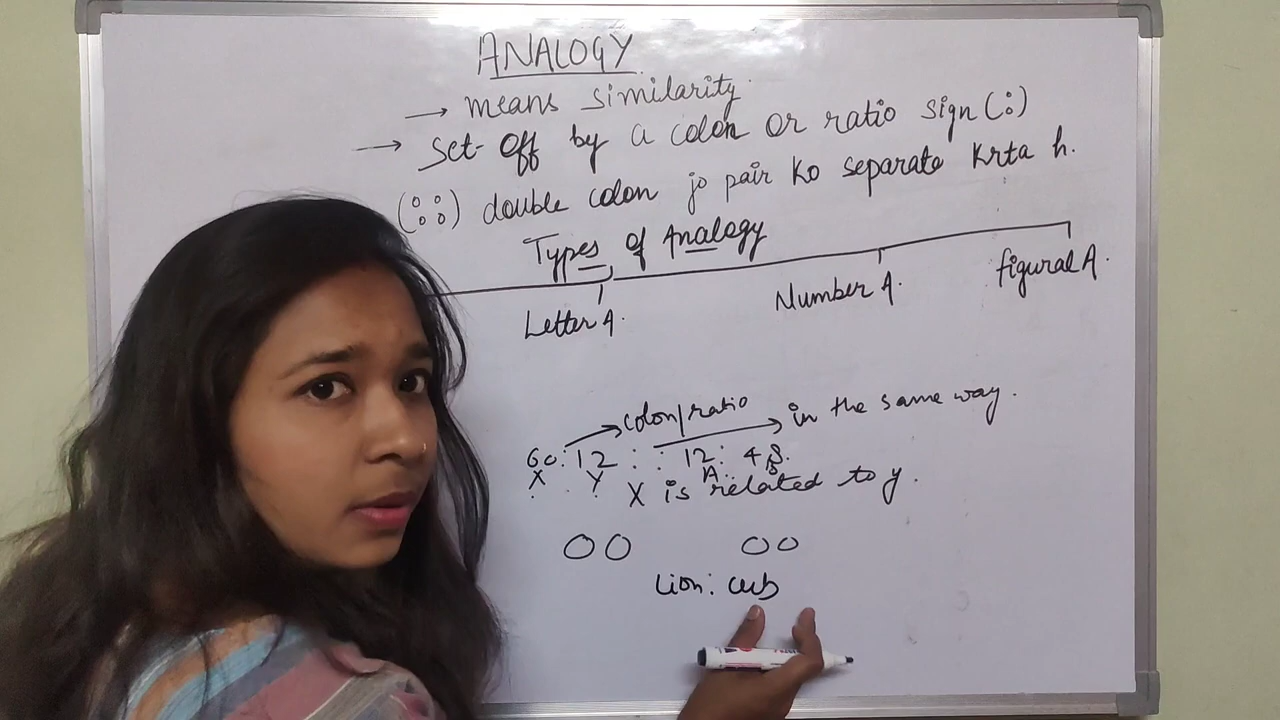 ANALOGY
→ means similarity
→ Set-off by a colon or ratio sign (:)
(::) double colon jo pair ko separate krta h.
Types of Analogy
Letter A. Number A. figural A.
colon/ratio in the same way.
60:12 :: 12: 48.
X Y A B
X is related to y.
Lion: cub